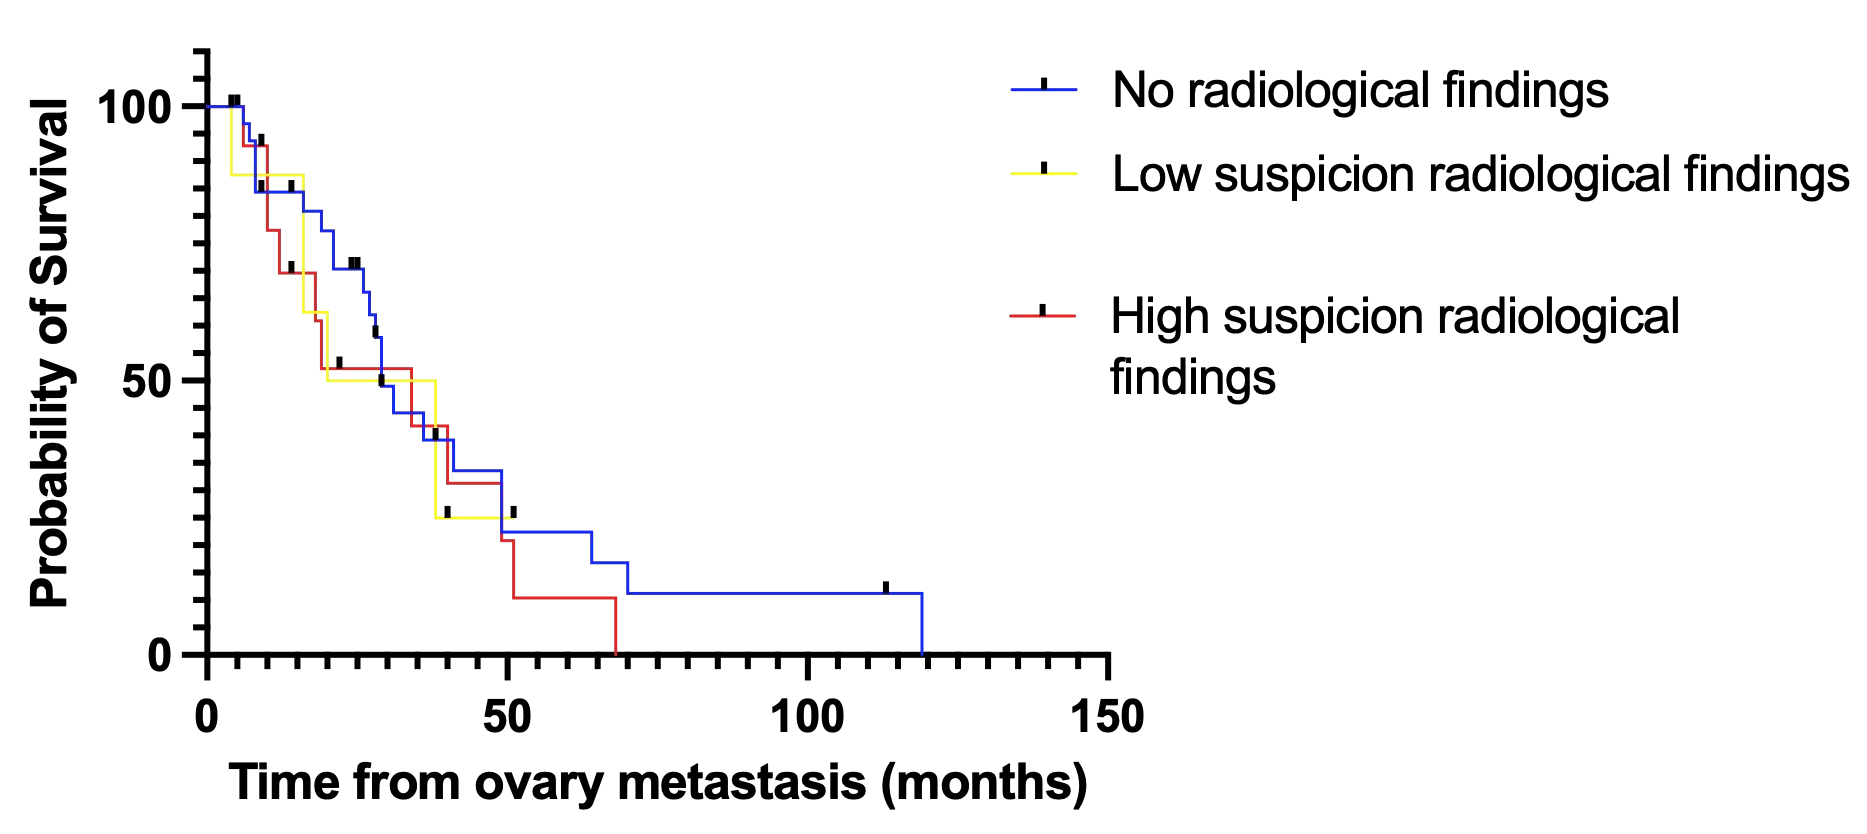 Probability of Survival
100
50
0
0 50 100 150
Time from ovary metastasis (months)
No radiological findings
Low suspicion radiological findings
High suspicion radiological
findings